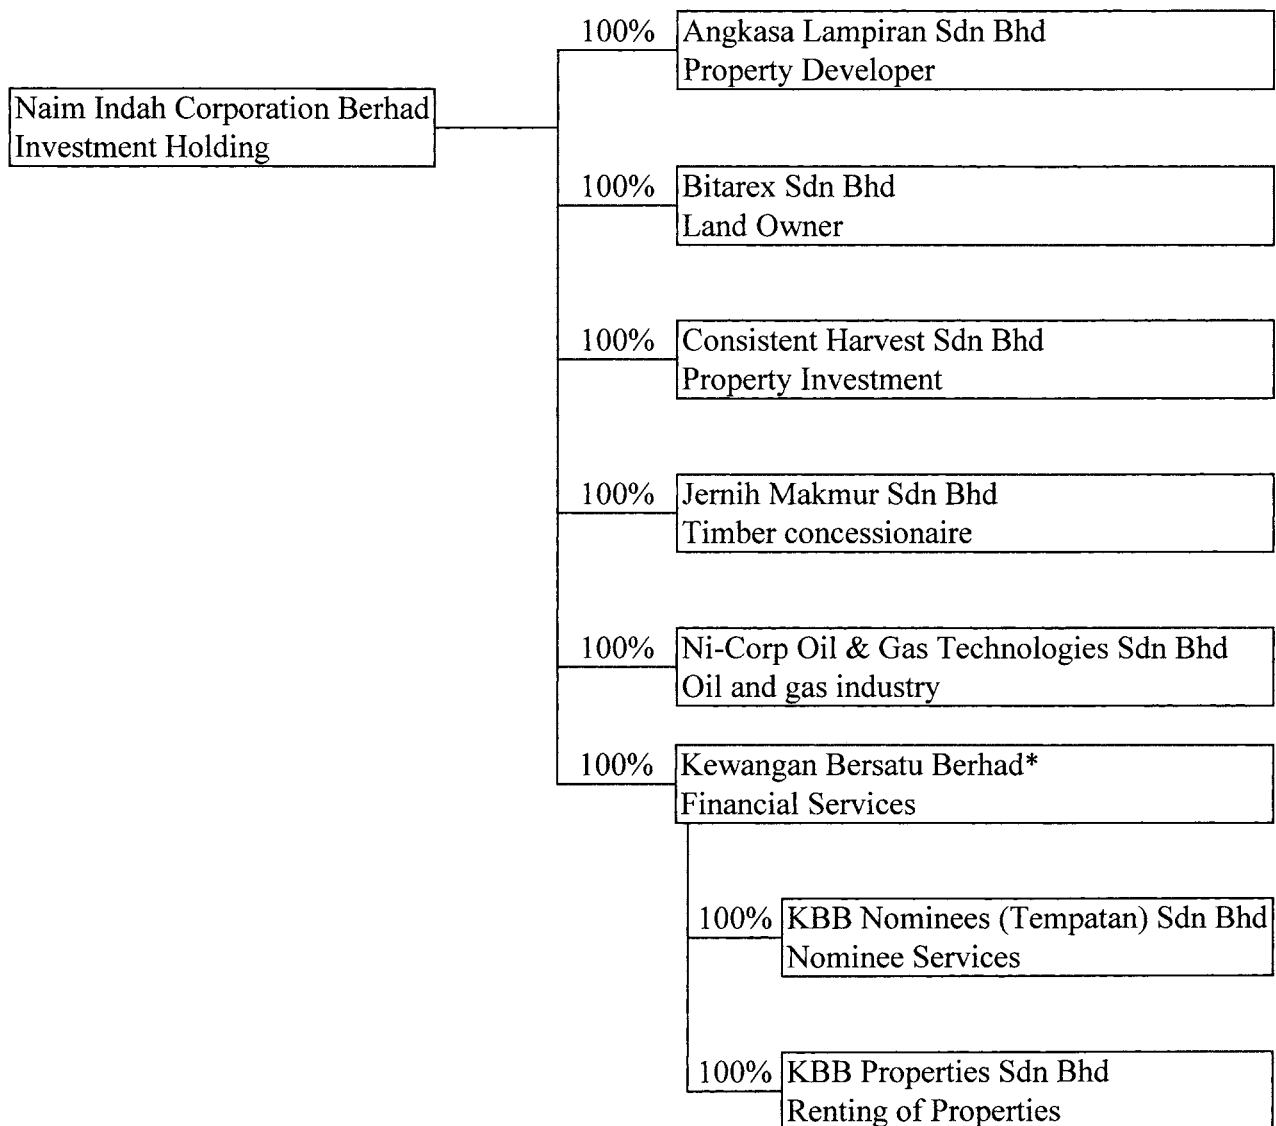 Naim Indah Corporation Berhad
Investment Holding
100%
Angkasa Lampiran Sdn Bhd
Property Developer
100%
Bitarex Sdn Bhd
Land Owner
100%
Consistent Harvest Sdn Bhd
Property Investment
100%
Jernih Makmur Sdn Bhd
Timber concessionaire
100%
Ni-Corp Oil & Gas Technologies Sdn Bhd
Oil and gas industry
100%
Kewangan Bersatu Berhad*
Financial Services
100%
KBB Nominees (Tempatan) Sdn Bhd
Nominee Services
100%
KBB Properties Sdn Bhd
Renting of Properties